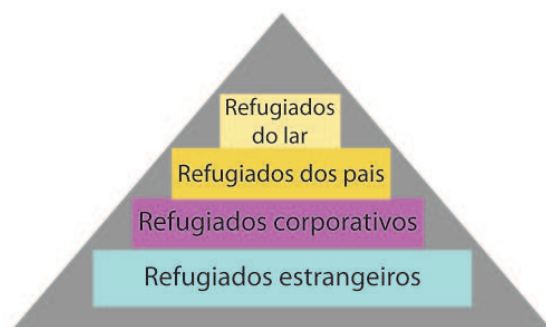 Refugiados
do lar
Refugiados dos pais
Refugiados corporativos
Refugiados estrangeiros